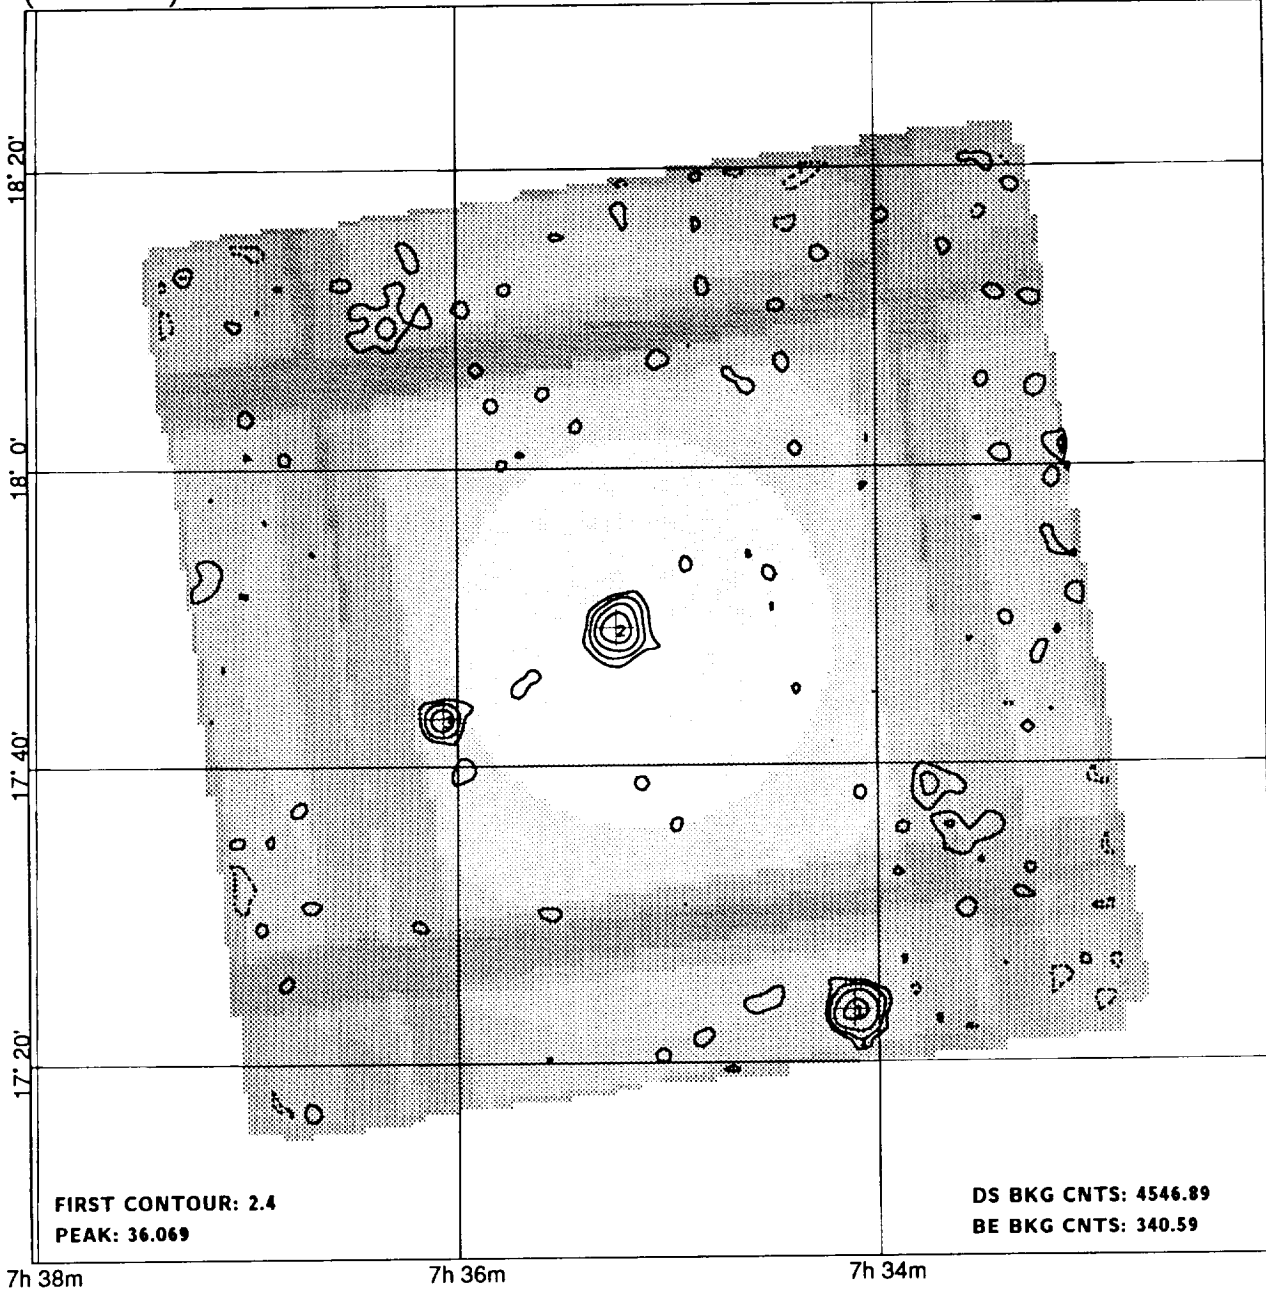 18° 20'
18° 0'
17° 40'
17° 20'
2
FIRST CONTOUR: 2.4
PEAK: 36.069
DS BKG CNTS: 4546.89
BE BKG CNTS: 340.59
7h 38m
7h 36m
7h 34m